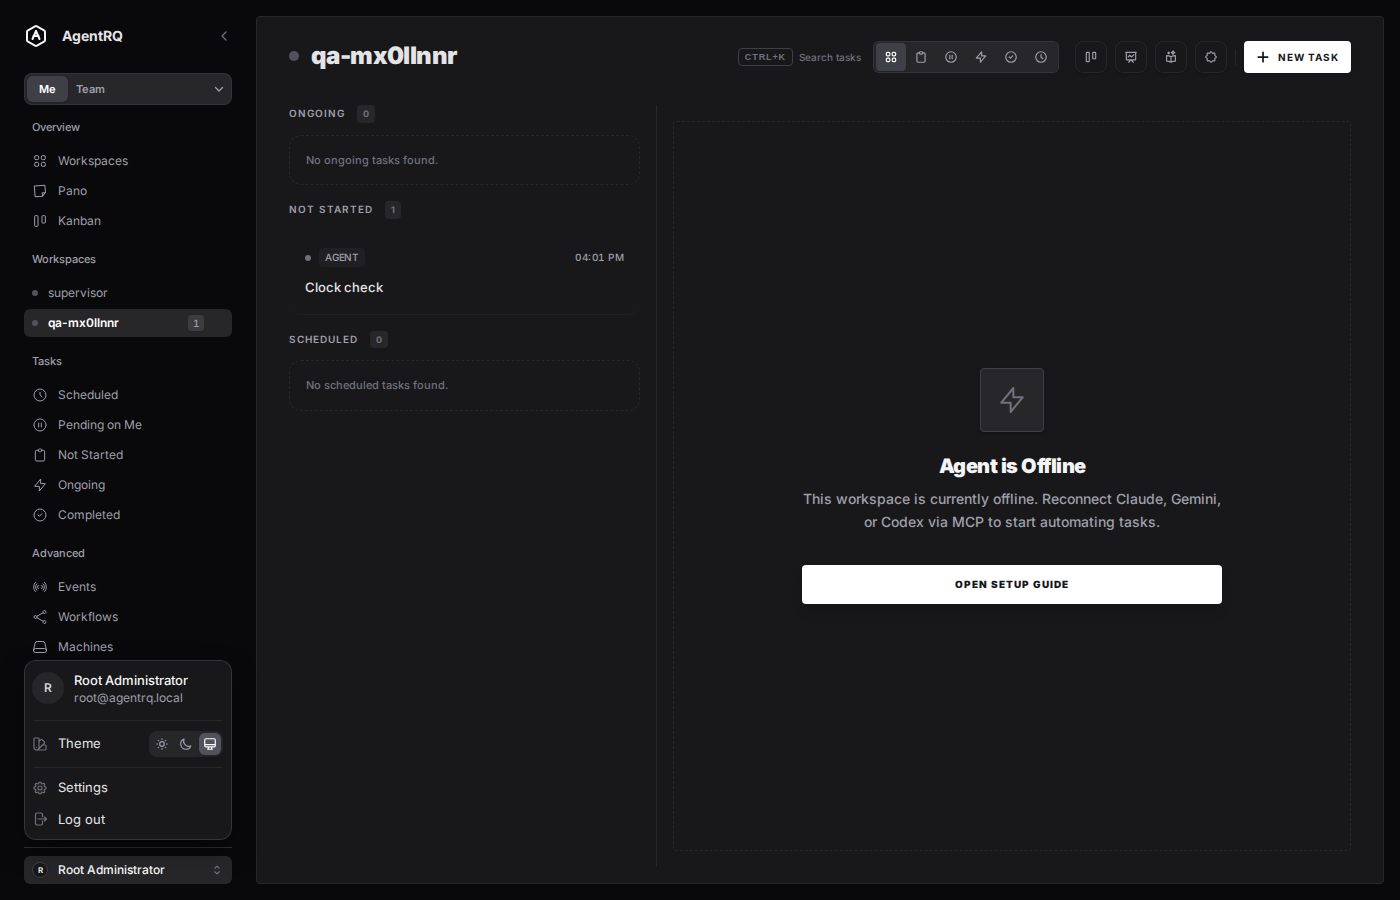 AgentRQ
Me
Team
Overview
Workspaces
Pano
Kanban
Workspaces
supervisor
qa-mx0llnnr
1
Tasks
Scheduled
Pending on Me
Not Started
Ongoing
Completed
Advanced
Events
Workflows
Machines
R
Root Administrator
root@agentrq.local
Theme
Settings
Log out
R
Root Administrator
qa-mx0llnnr
CTRL+K
Search tasks
NEW TASK
ONGOING
0
No ongoing tasks found.
NOT STARTED
1
AGENT
04:01 PM
Clock check
SCHEDULED
0
No scheduled tasks found.
Agent is Offline
This workspace is currently offline. Reconnect Claude, Gemini,
or Codex via MCP to start automating tasks.
OPEN SETUP GUIDE